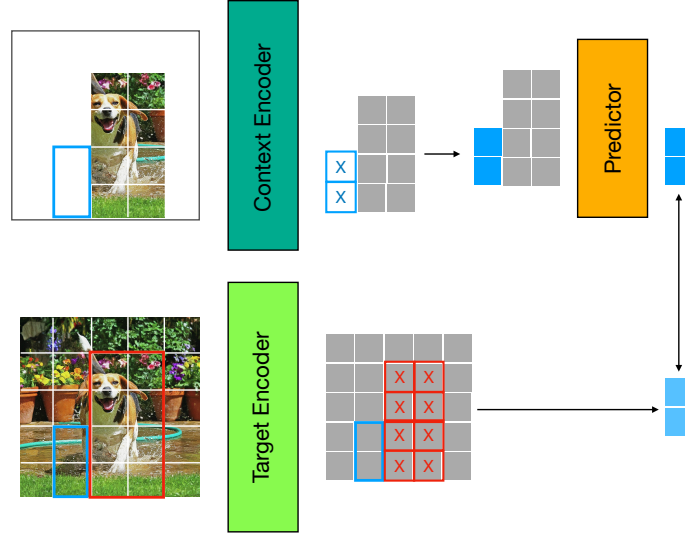 Context Encoder
X
X
Predictor
Target Encoder
X X
X X
X X
X X